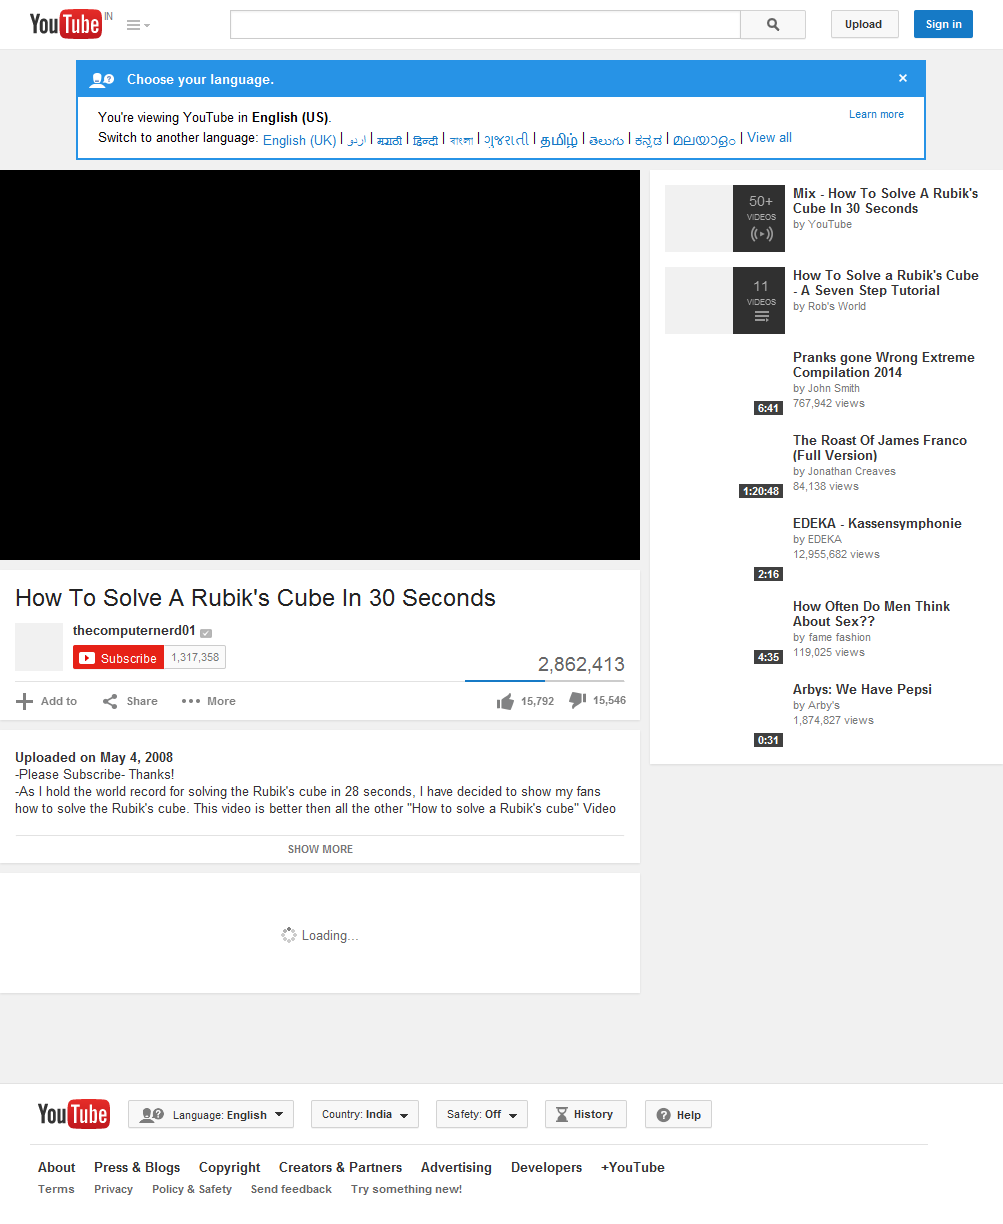 YouTube IN
Upload
Sign in
Choose your language.
×
You're viewing YouTube in English (US).
Learn more
Switch to another language: English (UK) | اردو | मराठी | हिन्दी | বাংলা | ગુજરાતી | தமிழ் | తెలుగు | ಕನ್ನಡ | മലയാളം | View all
How To Solve A Rubik's Cube In 30 Seconds
thecomputernerd01
Subscribe 1,317,358
2,862,413
Add to Share More
15,792 15,546
Uploaded on May 4, 2008
-Please Subscribe- Thanks!
-As I hold the world record for solving the Rubik's cube in 28 seconds, I have decided to show my fans
how to solve the Rubik's cube. This video is better then all the other "How to solve a Rubik's cube" Video
SHOW MORE
Loading...
50+
VIDEOS
Mix - How To Solve A Rubik's
Cube In 30 Seconds
by YouTube
11
VIDEOS
How To Solve a Rubik's Cube
- A Seven Step Tutorial
by Rob's World
Pranks gone Wrong Extreme
Compilation 2014
by John Smith
767,942 views
6:41
The Roast Of James Franco
(Full Version)
by Jonathan Creaves
84,138 views
1:20:48
EDEKA - Kassensymphonie
by EDEKA
12,955,682 views
2:16
How Often Do Men Think
About Sex??
by fame fashion
119,025 views
4:35
Arbys: We Have Pepsi
by Arby's
1,874,827 views
0:31
YouTube
Language: English
Country: India
Safety: Off
History
Help
About Press & Blogs Copyright Creators & Partners Advertising Developers +YouTube
Terms Privacy Policy & Safety Send feedback Try something new!